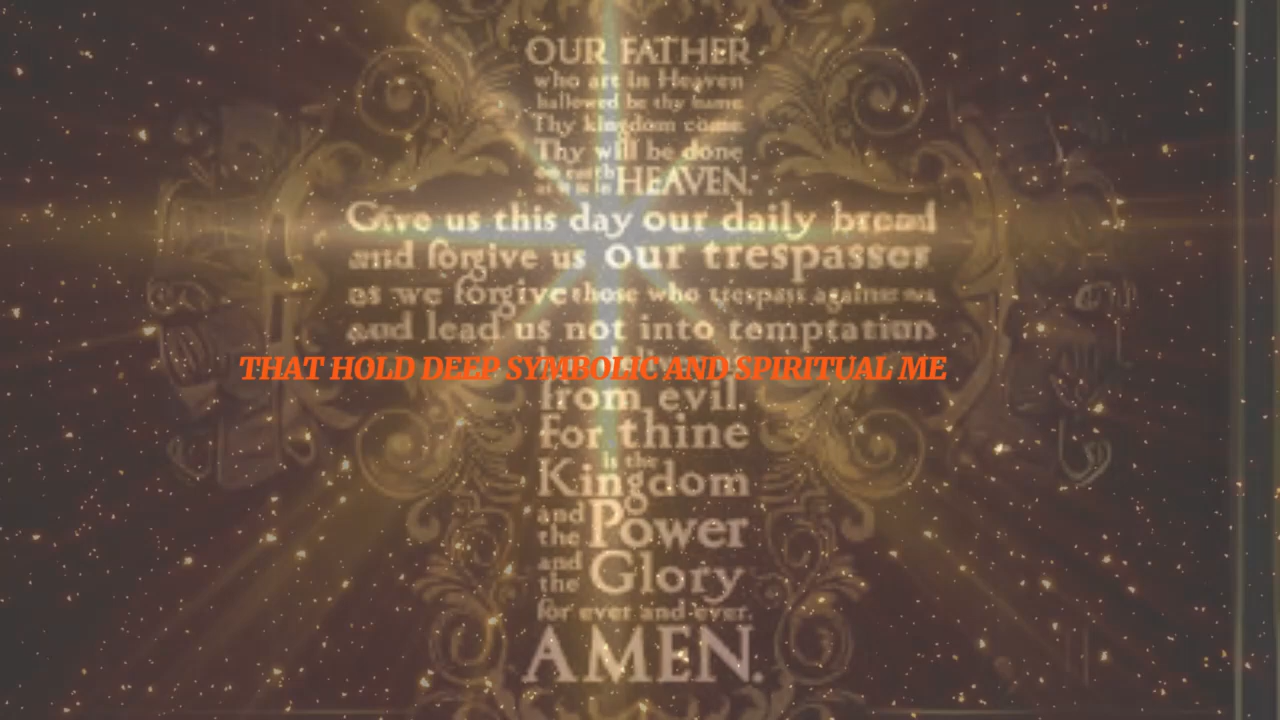 OUR FATHER
who art in Heaven
hallowed be thy name
Thy kingdom come
Thy will be done
on earth
as it is in HEAVEN.
Give us this day our daily bread
and forgive us our trespasses
as we forgive those who trespass against us
and lead us not into temptation
THAT HOLD DEEP SYMBOLIC AND SPIRITUAL ME
from evil.
For thine
is the
Kingdom
and the Power
and the Glory
for ever and ever.
AMEN.